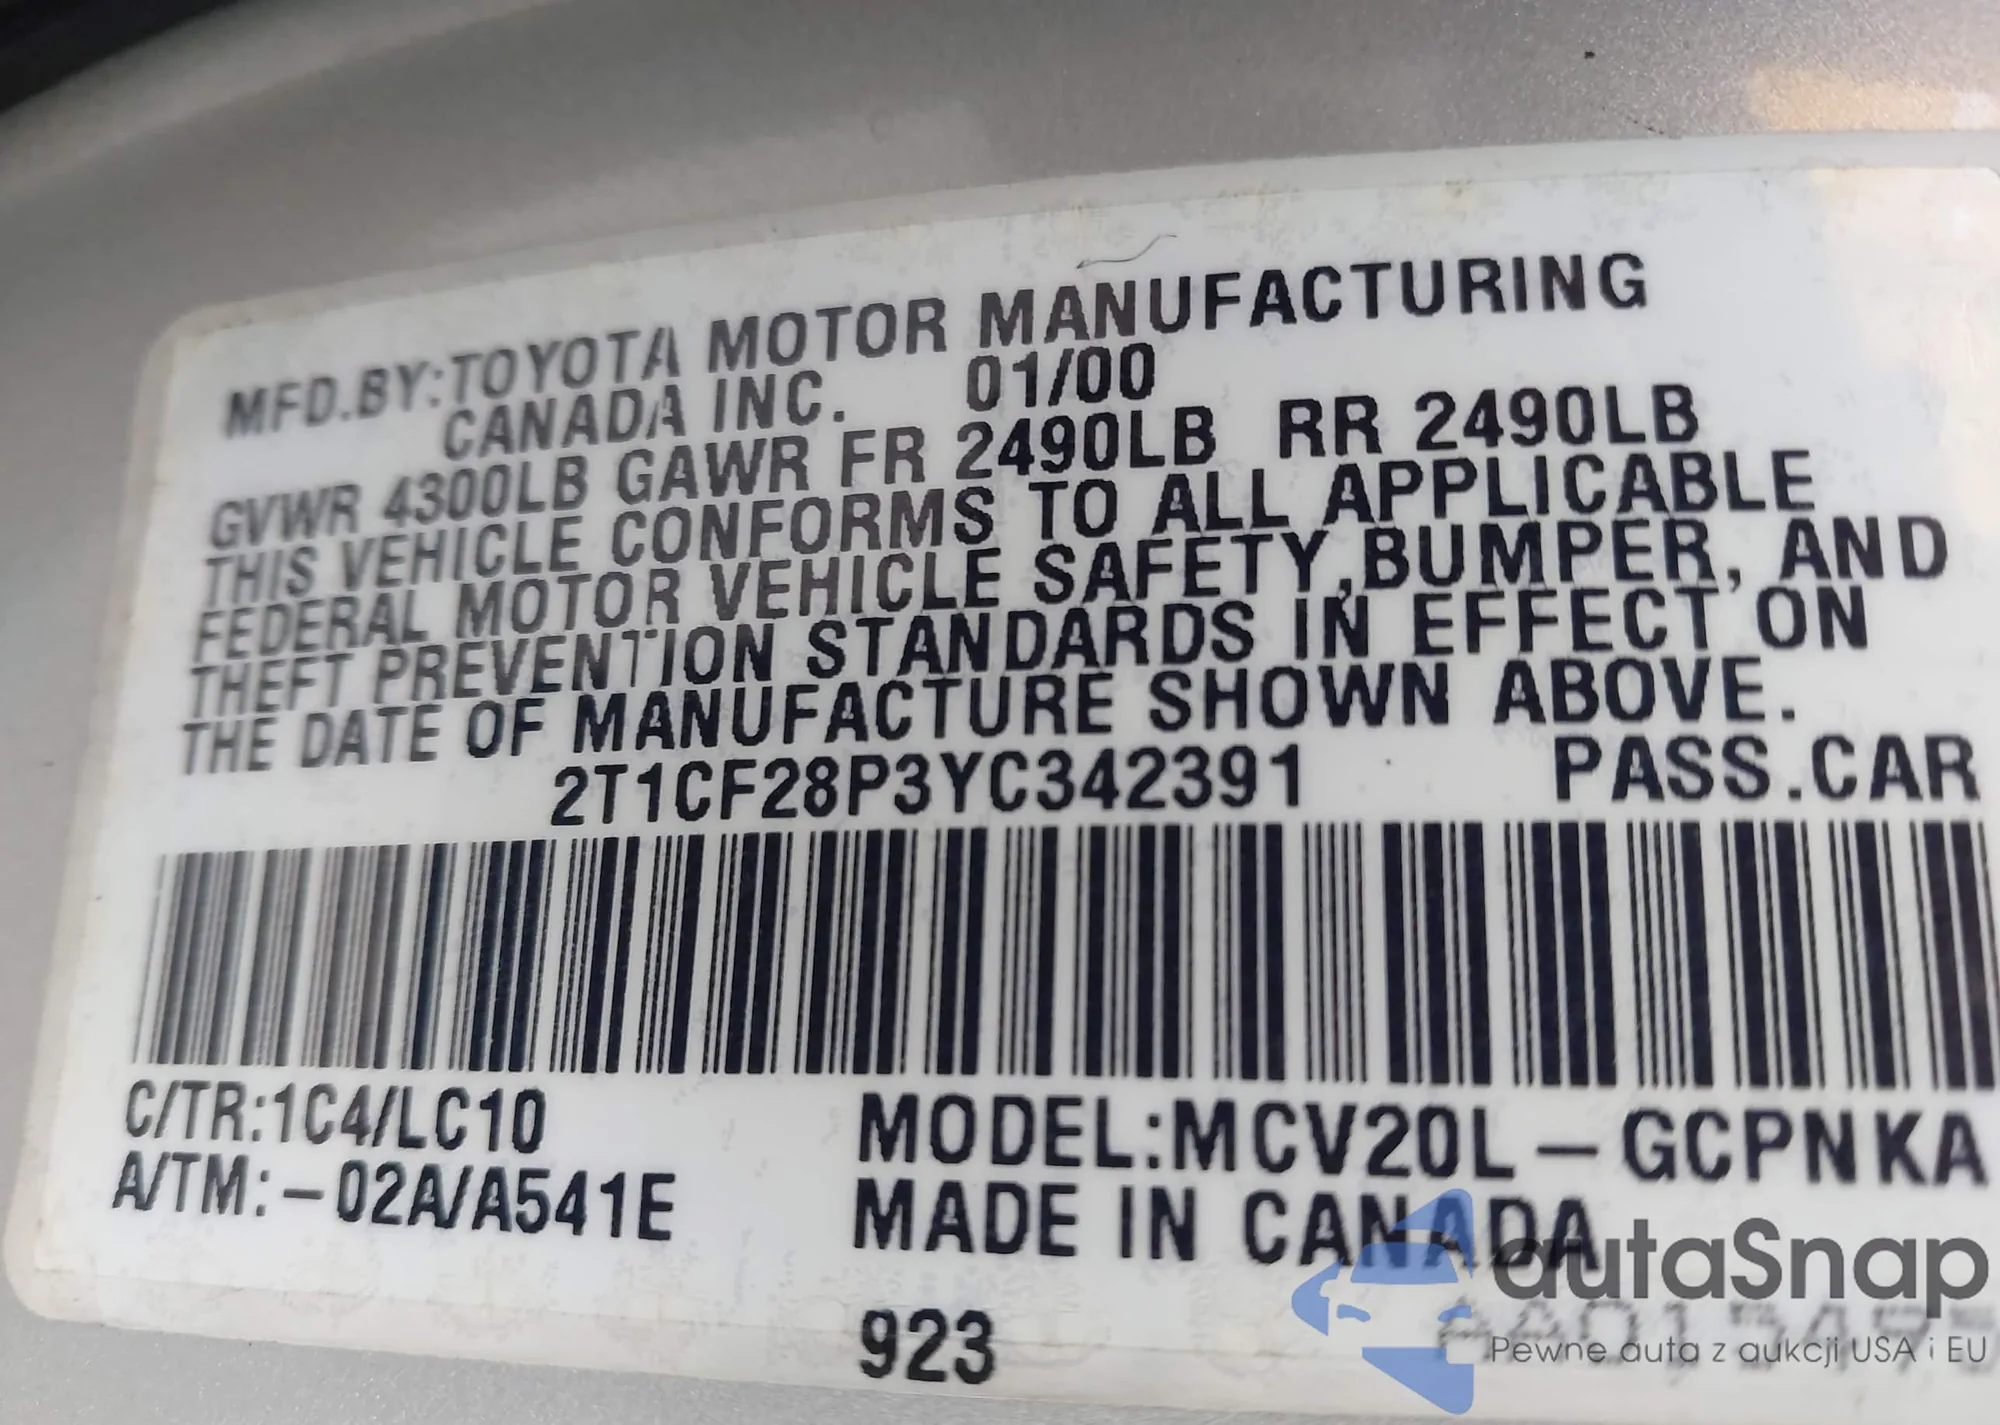 MFD.BY:TOYOTA MOTOR MANUFACTURING
CANADA INC. 01/00
GVWR 4300LB GAWR FR 2490LB RR 2490LB
THIS VEHICLE CONFORMS TO ALL APPLICABLE
FEDERAL MOTOR VEHICLE SAFETY,BUMPER, AND
THEFT PREVENTION STANDARDS IN EFFECT ON
THE DATE OF MANUFACTURE SHOWN ABOVE.
2T1CF28P3YC342391 PASS.CAR
C/TR:1C4/LC10
A/TM:-02A/A541E
MODEL:MCV20L-GCPNKA
MADE IN CANADA
923
autaSnap
Pewne auta z aukcji USA i EU